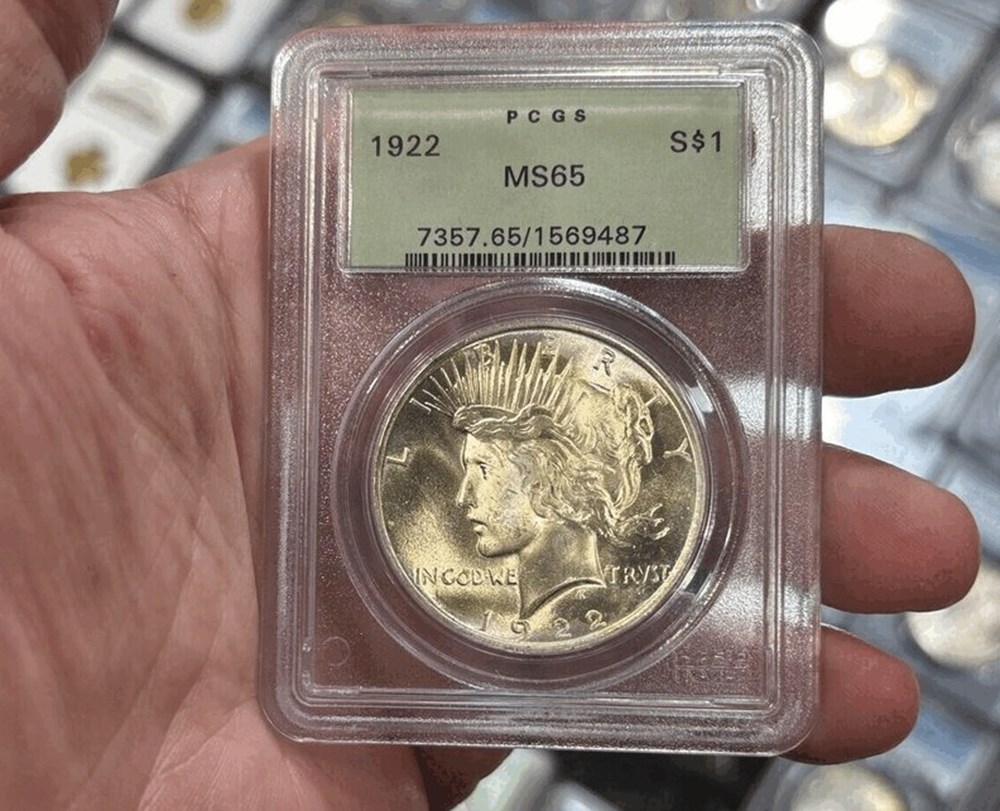 PCGS
1922 S$1
MS65
7357.65/1569487
LIBERTY
IN GOD WE TRVST
1922